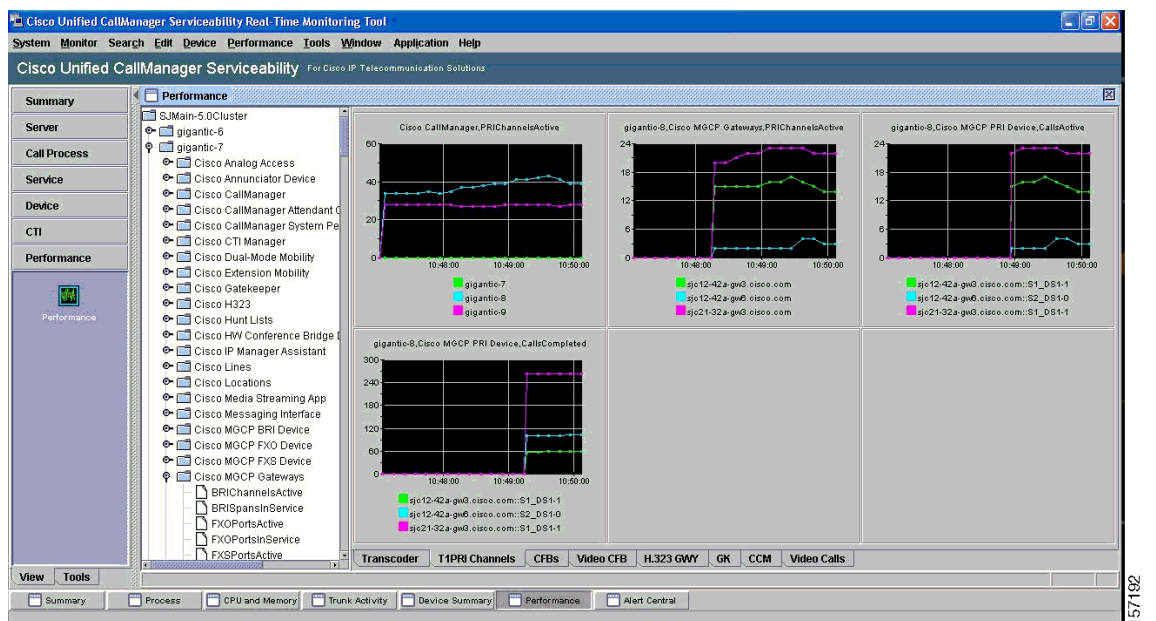 Cisco Unified CallManager Serviceability Real-Time Monitoring Tool
System Monitor Search Edit Device Performance Tools Window Application Help
Cisco Unified CallManager Serviceability For Cisco IP Telecommunication Solutions
Summary
Server
Call Process
Service
Device
CTI
Performance
Performance
View Tools
Performance
SJMain-5.0Cluster
gigantic-6
gigantic-7
Cisco Analog Access
Cisco Annunciator Device
Cisco CallManager
Cisco CallManager Attendant C
Cisco CallManager System Pe
Cisco CTI Manager
Cisco Dual-Mode Mobility
Cisco Extension Mobility
Cisco Gatekeeper
Cisco H323
Cisco Hunt Lists
Cisco HW Conference Bridge D
Cisco IP Manager Assistant
Cisco Lines
Cisco Locations
Cisco Media Streaming App
Cisco Messaging Interface
Cisco MGCP BRI Device
Cisco MGCP FXO Device
Cisco MGCP FXS Device
Cisco MGCP Gateways
BRIChannelsActive
BRISpansInService
FXOPortsActive
FXOPortsInService
FXSPortsActive
Cisco CallManager,PRIChannelsActive
60
40
20
0
10:48:00 10:49:00 10:50:00
gigantic-7
gigantic-8
gigantic-9
gigantic-8,Cisco MGCP Gateways,PRIChannelsActive
24
18
12
6
0
10:48:00 10:49:00 10:50:00
sjc12-42a-gw3.cisco.com
sjc12-42a-gw6.cisco.com
sjc21-32a-gw3.cisco.com
gigantic-8,Cisco MGCP PRI Device,CallsActive
24
18
12
6
0
10:48:00 10:49:00 10:50:00
sjc12-42a-gw3.cisco.com::S1_DS1-1
sjc12-42a-gw6.cisco.com::S2_DS1-0
sjc21-32a-gw3.cisco.com::S1_DS1-1
gigantic-8,Cisco MGCP PRI Device,CallsCompleted
300
240
180
120
60
0
10:48:00 10:49:00 10:50:00
sjc12-42a-gw3.cisco.com::S1_DS1-1
sjc12-42a-gw6.cisco.com::S2_DS1-0
sjc21-32a-gw3.cisco.com::S1_DS1-1
Transcoder T1PRI Channels CFBs Video CFB H.323 GWY GK CCM Video Calls
Summary Process CPU and Memory Trunk Activity Device Summary Performance Alert Central
57192